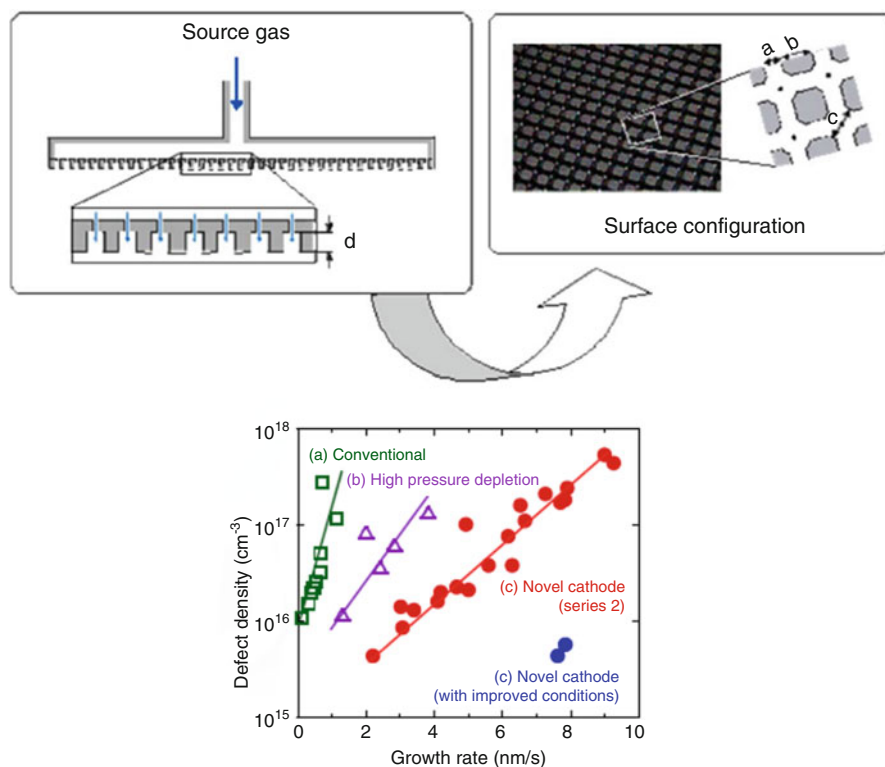 Source gas
d
a
b
c
Surface configuration
10^18
10^17
10^16
10^15
Defect density (cm^-3)
(a) Conventional
(b) High pressure depletion
(c) Novel cathode
(series 2)
(c) Novel cathode
(with improved conditions)
0
2
4
6
8
10
Growth rate (nm/s)